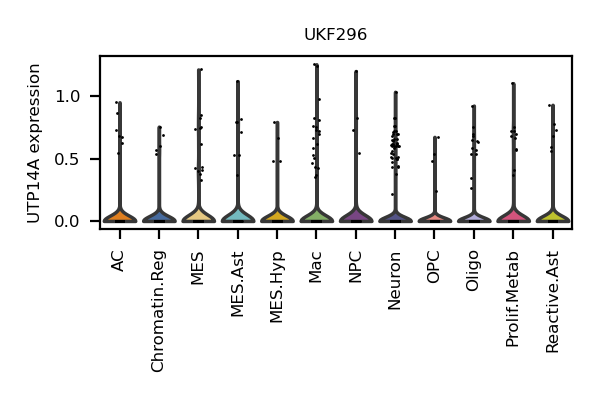 UKF296
UTP14A expression
1.0
0.5
0.0
AC
Chromatin.Reg
MES
MES.Ast
MES.Hyp
Mac
NPC
Neuron
OPC
Oligo
Prolif.Metab
Reactive.Ast